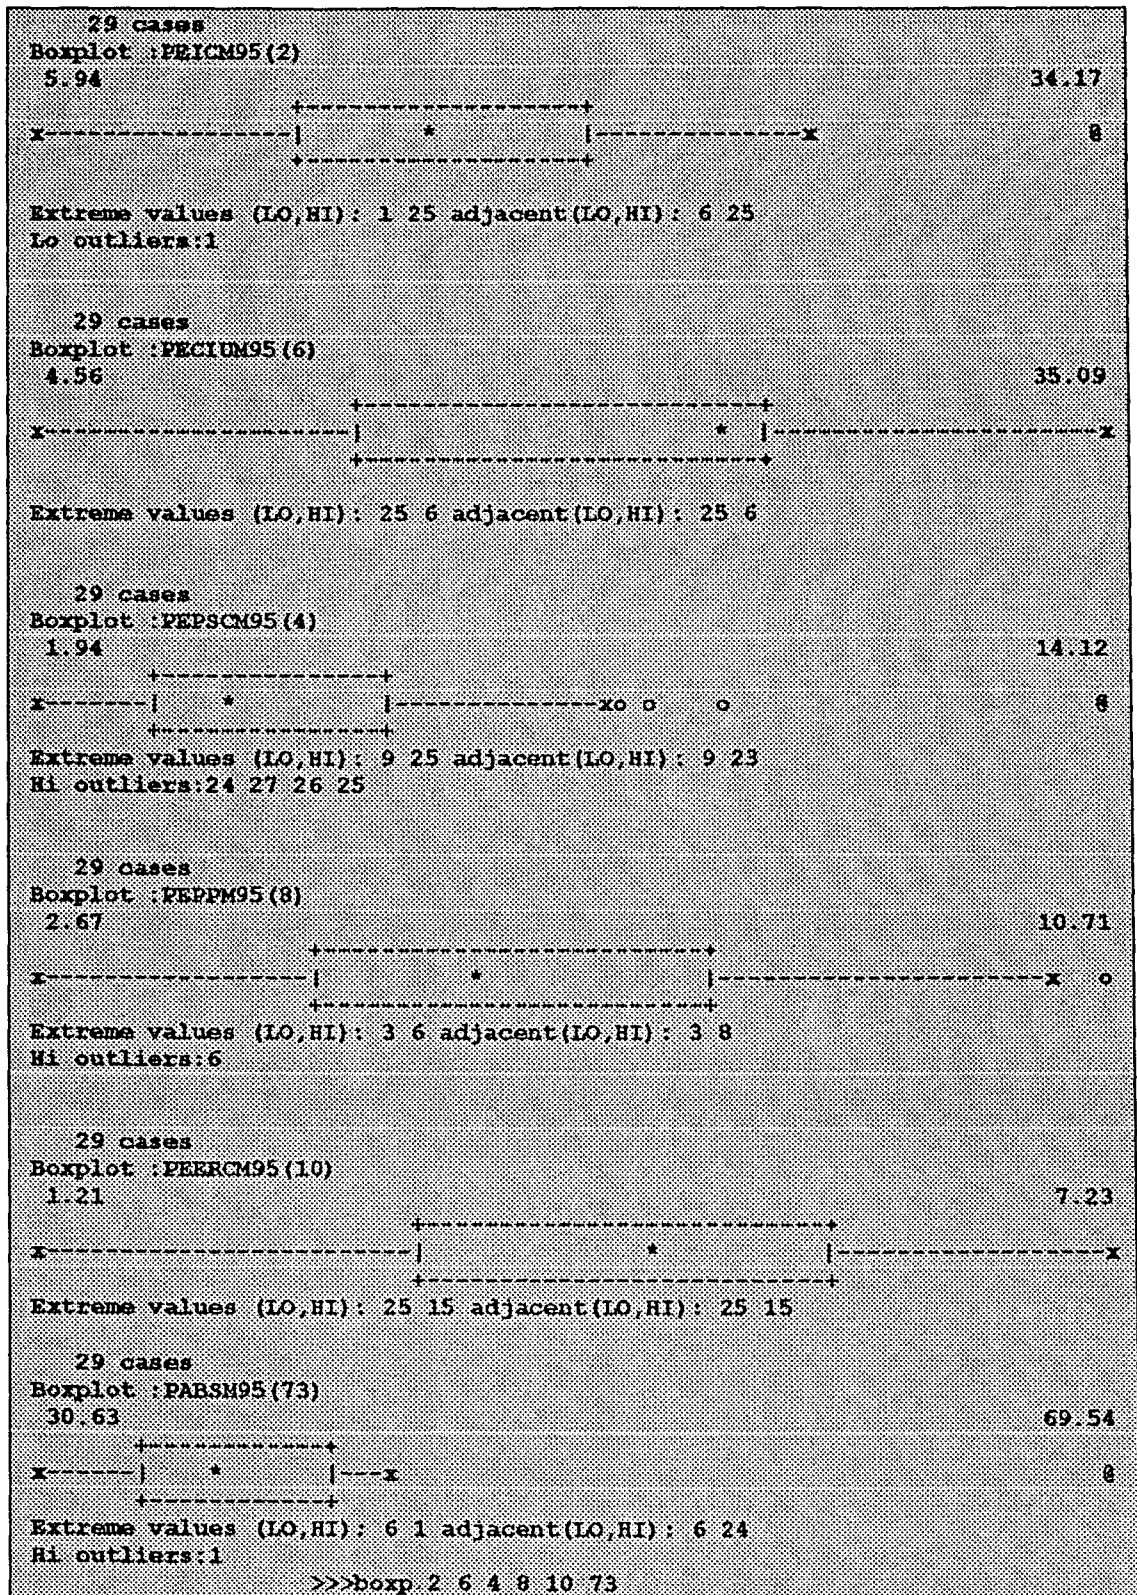 29 cases
Boxplot :PRICM95(2)
5.94 34.17
+--------------------+
x------------------| * |---------------x @
+--------------------+
Extreme values (LO,HI): 1 25 adjacent(LO,HI): 6 25
Lo outliers:1
29 cases
Boxplot :PECIUM95(6)
4.56 35.09
+----------------------------+
x---------------------| * |-----------------------x
+----------------------------+
Extreme values (LO,HI): 25 6 adjacent(LO,HI): 25 6
29 cases
Boxplot :PEPSCM95(4)
1.94 14.12
+----------------+
x-------| * |--------------xo o o @
+----------------+
Extreme values (LO,HI): 9 25 adjacent(LO,HI): 9 23
Hi outliers:24 27 26 25
29 cases
Boxplot :PEPPM95(8)
2.67 10.71
+---------------------------+
x------------------| * |-----------------------x o
+---------------------------+
Extreme values (LO,HI): 3 6 adjacent(LO,HI): 3 8
Hi outliers:6
29 cases
Boxplot :PEERCM95(10)
1.21 7.23
+----------------------------+
x--------------------------| * |-------------------x
+----------------------------+
Extreme values (LO,HI): 25 15 adjacent(LO,HI): 25 15
29 cases
Boxplot :PABSM95(73)
30.63 69.54
+-------------+
x------| * |---x @
+-------------+
Extreme values (LO,HI): 6 1 adjacent(LO,HI): 6 24
Hi outliers:1
>>>boxp 2 6 4 8 10 73